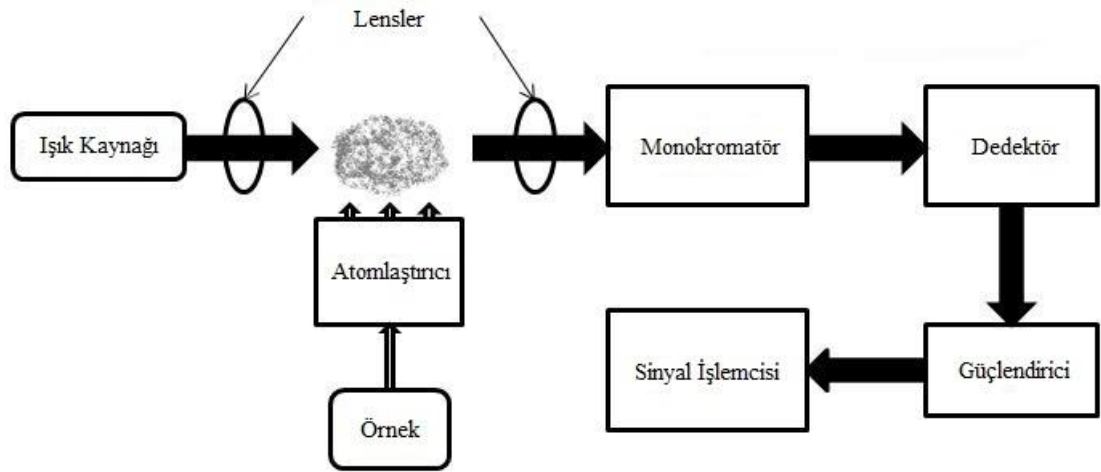 Lensler
Işık Kaynağı
Monokromatör
Dedektör
Atomlaştırıcı
Sinyal İşlemcisi
Güçlendirici
Örnek